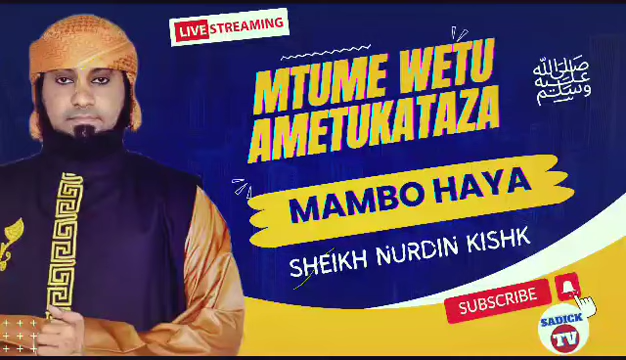 LIVE STREAMING
MTUME WETU
AMETUKATAZA
ﷺ
MAMBO HAYA
SHEIKH NURDIN KISHK
SUBSCRIBE
SADICK
TV